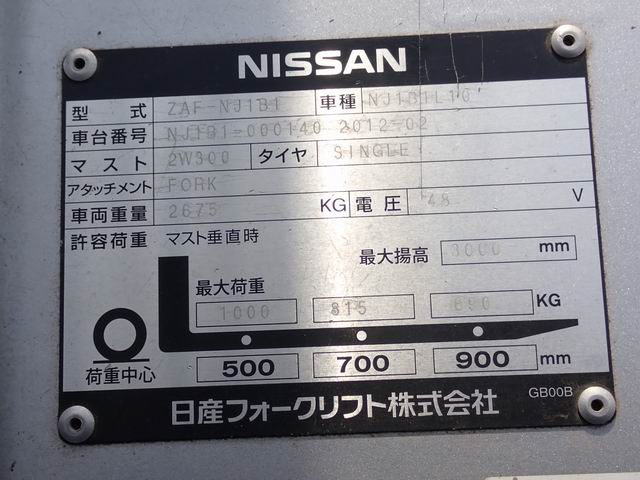 NISSAN
型 式 ZAF-NJ1B1 車種 NJ1B1L10
車台番号 NJ1B1-000140 2012-02
マスト 2W300 タイヤ SINGLE
アタッチメント FORK
車両重量 2675 KG 電圧 48 V
許容荷重 マスト垂直時
最大揚高 3000 mm
最大荷重
1000 815 690 KG
500 700 900 mm
荷重中心
日産フォークリフト株式会社 GB00B